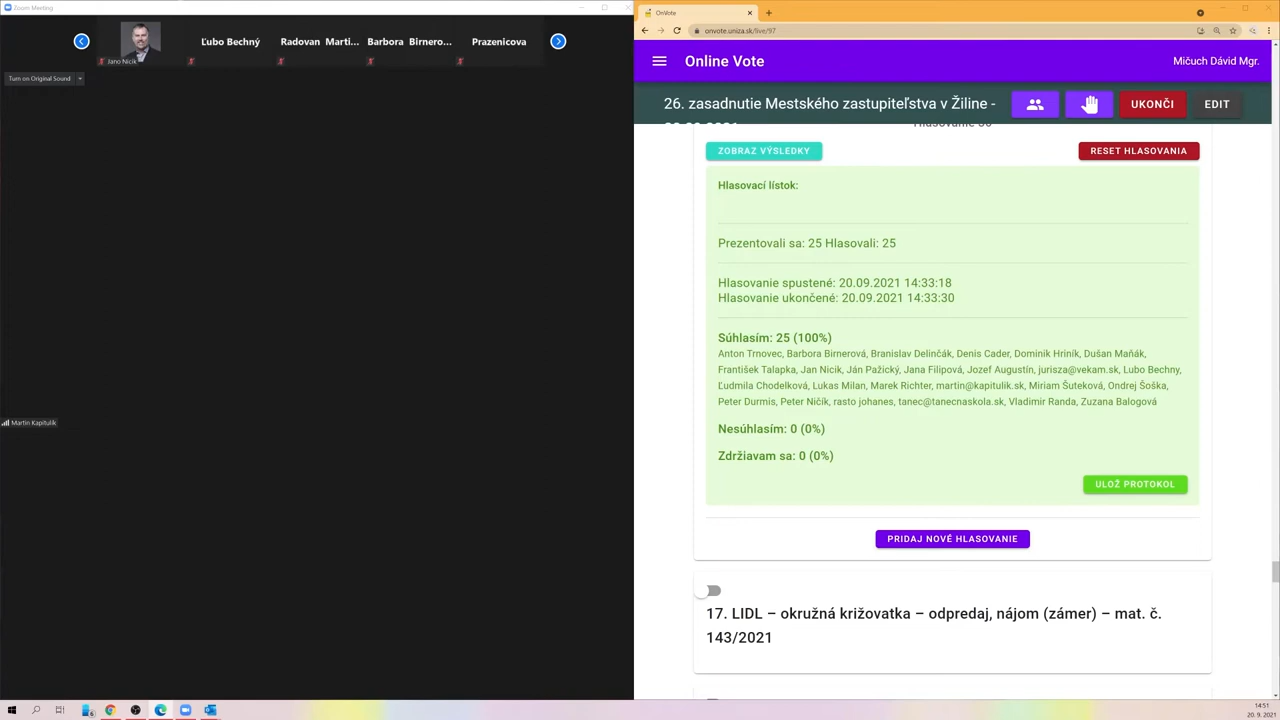 Zoom Meeting
Ľubo Bechný
Radovan Marti...
Barbora Birnero...
Prazenicova
Jano Nicik
Turn on Original Sound
Martin Kapitulik
OnVote
onvote.uniza.sk/live/97
Online Vote
Mičuch Dávid Mgr.
26. zasadnutie Mestského zastupiteľstva v Žiline -
UKONČI
EDIT
ZOBRAZ VÝSLEDKY
RESET HLASOVANIA
Hlasovací lístok:
Prezentovali sa: 25 Hlasovali: 25
Hlasovanie spustené: 20.09.2021 14:33:18
Hlasovanie ukončené: 20.09.2021 14:33:30
Súhlasím: 25 (100%)
Anton Trnovec, Barbora Birnerová, Branislav Delinčák, Denis Cader, Dominik Hriník, Dušan Maňák,
František Talapka, Jan Nicik, Ján Pažický, Jana Filipová, Jozef Augustín, jurisza@vekam.sk, Lubo Bechny,
Ľudmila Chodelková, Lukas Milan, Marek Richter, martin@kapitulik.sk, Miriam Šuteková, Ondrej Šoška,
Peter Durmis, Peter Ničík, rasto johanes, tanec@tanecnaskola.sk, Vladimir Randa, Zuzana Balogová
Nesúhlasím: 0 (0%)
Zdržiavam sa: 0 (0%)
ULOŽ PROTOKOL
PRIDAJ NOVÉ HLASOVANIE
17. LIDL – okružná križovatka – odpredaj, nájom (zámer) – mat. č.
143/2021
14:51
20. 9. 2021